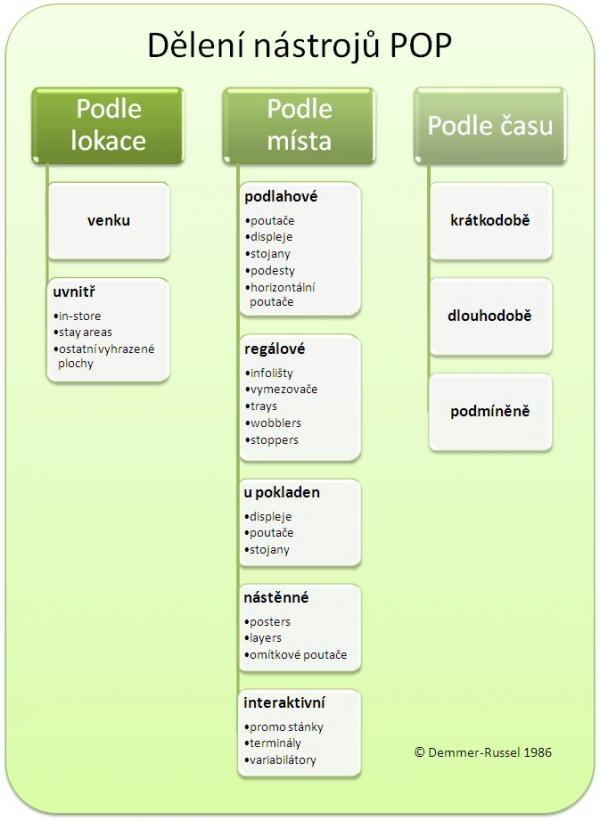 Dělení nástrojů POP
Podle
lokace
venku
uvnitř
•in-store
•stay areas
•ostatní vyhrazené
plochy
Podle
místa
podlahové
•poutače
•displeje
•stojany
•podesty
•horizontální
poutače
regálové
•infolišty
•vymezovače
•trays
•wobblers
•stoppers
u pokladen
•displeje
•poutače
•stojany
nástěnné
•posters
•layers
•omítkové poutače
interaktivní
•promo stánky
•terminály
•variabilátory
Podle času
krátkodobě
dlouhodobě
podmíněně
© Demmer-Russel 1986